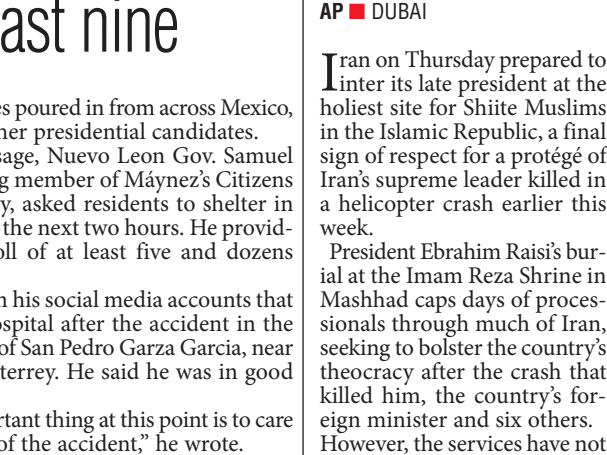 ast nine
es poured in from across Mexico,
her presidential candidates.
sage, Nuevo Leon Gov. Samuel
g member of Máynez's Citizens
y, asked residents to shelter in
the next two hours. He provid-
oll of at least five and dozens
n his social media accounts that
ospital after the accident in the
of San Pedro Garza Garcia, near
terrey. He said he was in good
rtant thing at this point is to care
of the accident,” he wrote.
AP ■ DUBAI
Iran on Thursday prepared to
inter its late president at the
holiest site for Shiite Muslims
in the Islamic Republic, a final
sign of respect for a protégé of
Iran's supreme leader killed in
a helicopter crash earlier this
week.
President Ebrahim Raisi's bur-
ial at the Imam Reza Shrine in
Mashhad caps days of proces-
sionals through much of Iran,
seeking to bolster the country's
theocracy after the crash that
killed him, the country's for-
eign minister and six others.
However, the services have not